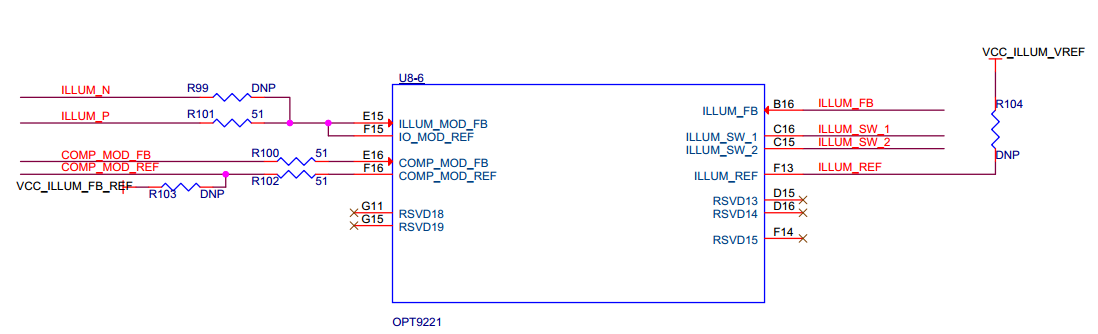 VCC_ILLUM_VREF
U8-6
ILLUM_N
R99
DNP
ILLUM_P
R101
51
E15
ILLUM_MOD_FB
F15
IO_MOD_REF
COMP_MOD_FB
R100
51
E16
COMP_MOD_FB
COMP_MOD_REF
R102
51
F16
COMP_MOD_REF
VCC_ILLUM_FB_REF
R103
DNP
G11
RSVD18
G15
RSVD19
ILLUM_FB
B16
ILLUM_FB
R104
DNP
ILLUM_SW_1
C16
ILLUM_SW_1
ILLUM_SW_2
C15
ILLUM_SW_2
ILLUM_REF
F13
ILLUM_REF
RSVD13
D15
RSVD14
D16
RSVD15
F14
OPT9221